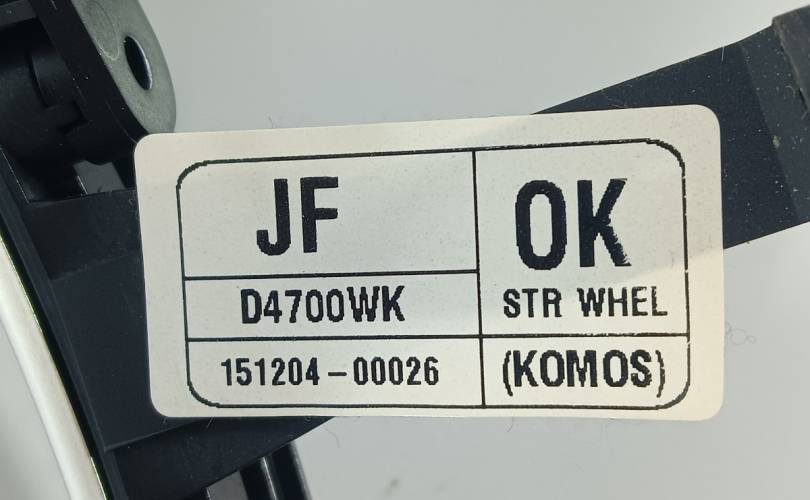 JF
D4700WK
151204-00026
OK
STR WHEL
(KOMOS)